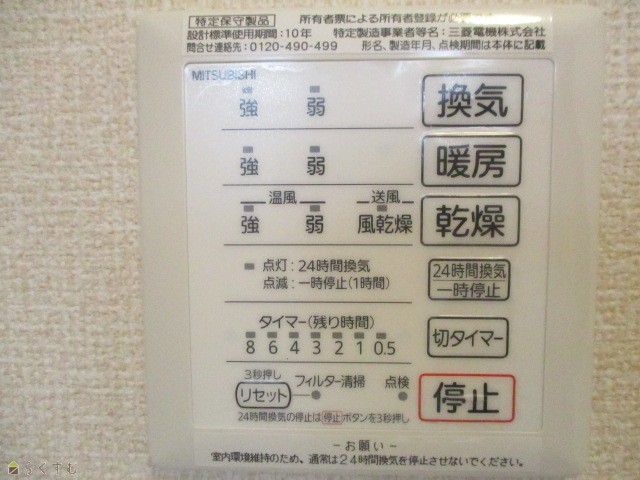 特定保守製品 所有者票による所有者登録が必
設計標準使用期間:10年 特定製造事業者等名:三菱電機株式会社
問合せ連絡先:0120-490-499 形名、製造年月、点検期間は本体に記載
MITSUBISHI
強 弱 換気
強 弱 暖房
温風 送風
強 弱 風乾燥 乾燥
点灯:24時間換気
点滅:一時停止(1時間)
24時間換気
一時停止
タイマー(残り時間)
8 6 4 3 2 1 0.5
切タイマー
3秒押し
リセット フィルター清掃 点検
停止
24時間換気の停止は停止ボタンを3秒押し
-お願い-
室内環境維持のため、通常は24時間換気を停止させないでください。
らくすむ